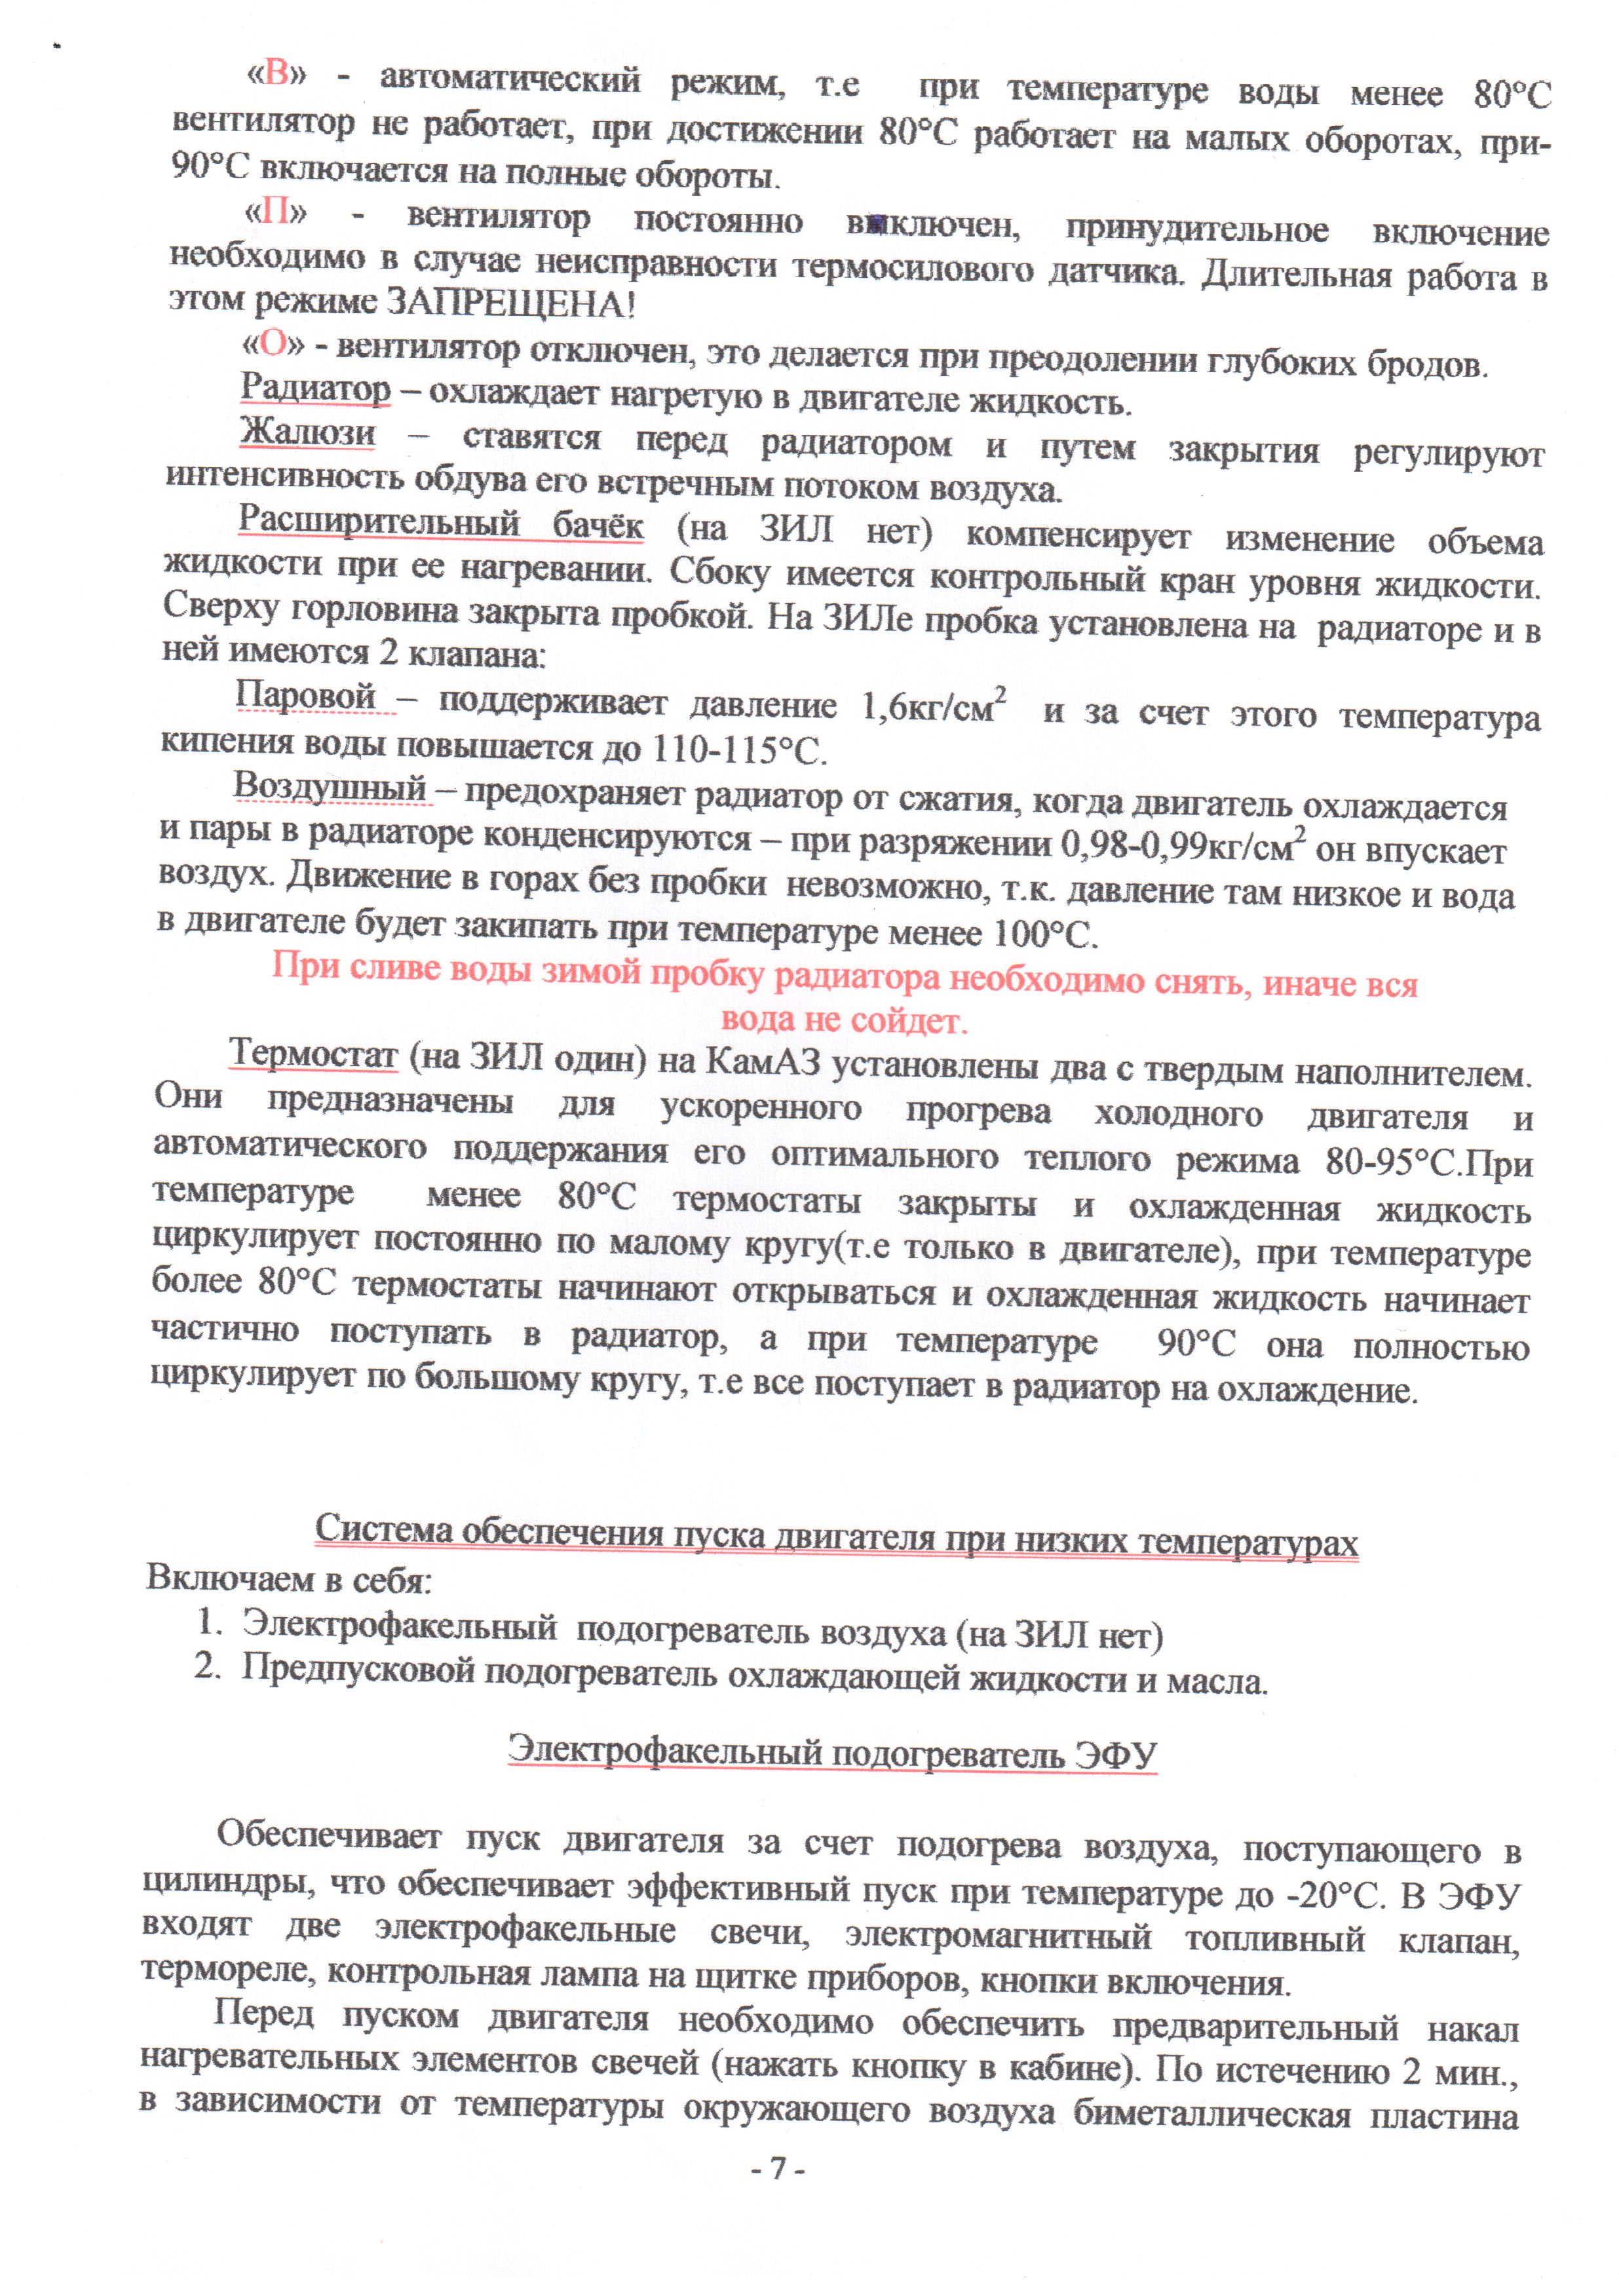 «В» - автоматический режим, т.е при температуре воды менее 80°С
вентилятор не работает, при достижении 80°С работает на малых оборотах, при-
90°С включается на полные обороты.
«П» - вентилятор постоянно включен, принудительное включение
необходимо в случае неисправности термосилового датчика. Длительная работа в
этом режиме ЗАПРЕЩЕНА!
«О» - вентилятор отключен, это делается при преодолении глубоких бродов.
Радиатор – охлаждает нагретую в двигателе жидкость.
Жалюзи – ставятся перед радиатором и путем закрытия регулируют
интенсивность обдува его встречным потоком воздуха.
Расширительный бачёк (на ЗИЛ нет) компенсирует изменение объема
жидкости при ее нагревании. Сбоку имеется контрольный кран уровня жидкости.
Сверху горловина закрыта пробкой. На ЗИЛе пробка установлена на радиаторе и в
ней имеются 2 клапана:
Паровой – поддерживает давление 1,6кг/см² и за счет этого температура
кипения воды повышается до 110-115°С.
Воздушный – предохраняет радиатор от сжатия, когда двигатель охлаждается
и пары в радиаторе конденсируются – при разряжении 0,98-0,99кг/см² он впускает
воздух. Движение в горах без пробки невозможно, т.к. давление там низкое и вода
в двигателе будет закипать при температуре менее 100°С.
При сливе воды зимой пробку радиатора необходимо снять, иначе вся
вода не сойдет.
Термостат (на ЗИЛ один) на КамАЗ установлены два с твердым наполнителем.
Они предназначены для ускоренного прогрева холодного двигателя и
автоматического поддержания его оптимального теплого режима 80-95°С.При
температуре менее 80°С термостаты закрыты и охлажденная жидкость
циркулирует постоянно по малому кругу(т.е только в двигателе), при температуре
более 80°С термостаты начинают открываться и охлажденная жидкость начинает
частично поступать в радиатор, а при температуре 90°С она полностью
циркулирует по большому кругу, т.е все поступает в радиатор на охлаждение.
Система обеспечения пуска двигателя при низких температурах
Включаем в себя:
1. Электрофакельный подогреватель воздуха (на ЗИЛ нет)
2. Предпусковой подогреватель охлаждающей жидкости и масла.
Электрофакельный подогреватель ЭФУ
Обеспечивает пуск двигателя за счет подогрева воздуха, поступающего в
цилиндры, что обеспечивает эффективный пуск при температуре до -20°С. В ЭФУ
входят две электрофакельные свечи, электромагнитный топливный клапан,
термореле, контрольная лампа на щитке приборов, кнопки включения.
Перед пуском двигателя необходимо обеспечить предварительный накал
нагревательных элементов свечей (нажать кнопку в кабине). По истечению 2 мин.,
в зависимости от температуры окружающего воздуха биметаллическая пластина
- 7 -